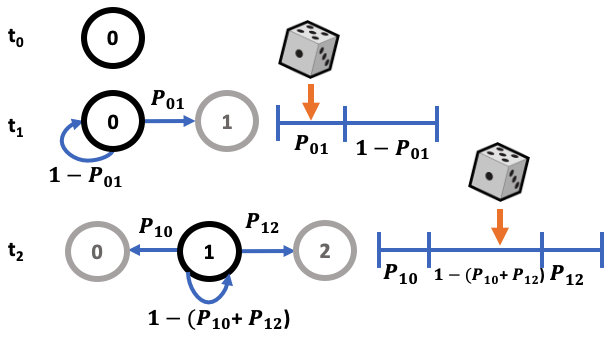 t₀ 0
t₁ 0 P₀₁ 1 P₀₁ 1 − P₀₁
1 − P₀₁
t₂ 0 P₁₀ 1 P₁₂ 2 P₁₀ 1 − (P₁₀+ P₁₂) P₁₂
1 − (P₁₀+ P₁₂)